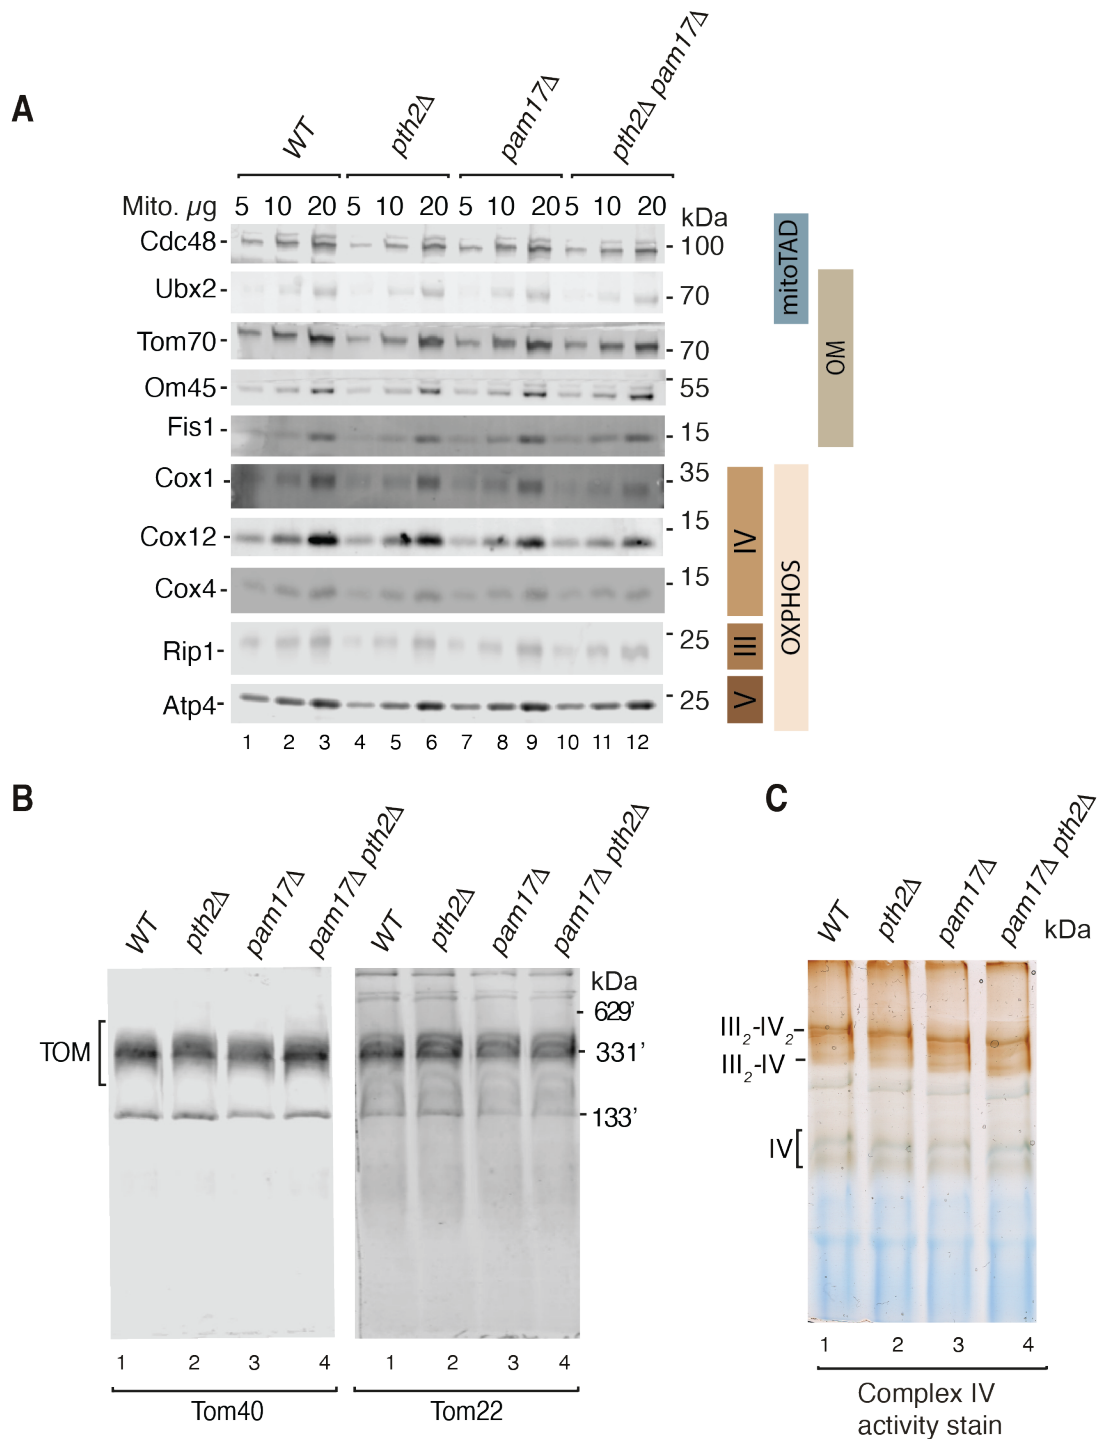 A
WT pth2Δ pam17Δ pth2Δ pam17Δ
Mito. µg 5 10 20 5 10 20 5 10 20 5 10 20 kDa
Cdc48 100
Ubx2 70
Tom70 70
Om45 55
Fis1 15
Cox1 35
Cox12 15
Cox4 15
Rip1 25
Atp4 25
1 2 3 4 5 6 7 8 9 10 11 12
mitoTAD
OM
IV
III
V
OXPHOS
B
WT pth2Δ pam17Δ pam17Δ pth2Δ WT pth2Δ pam17Δ pam17Δ pth2Δ
kDa
629’
TOM 331’
133’
1 2 3 4 1 2 3 4
Tom40 Tom22
C
WT pth2Δ pam17Δ pam17Δ pth2Δ kDa
III2-IV2
III2-IV
IV
1 2 3 4
Complex IV
activity stain